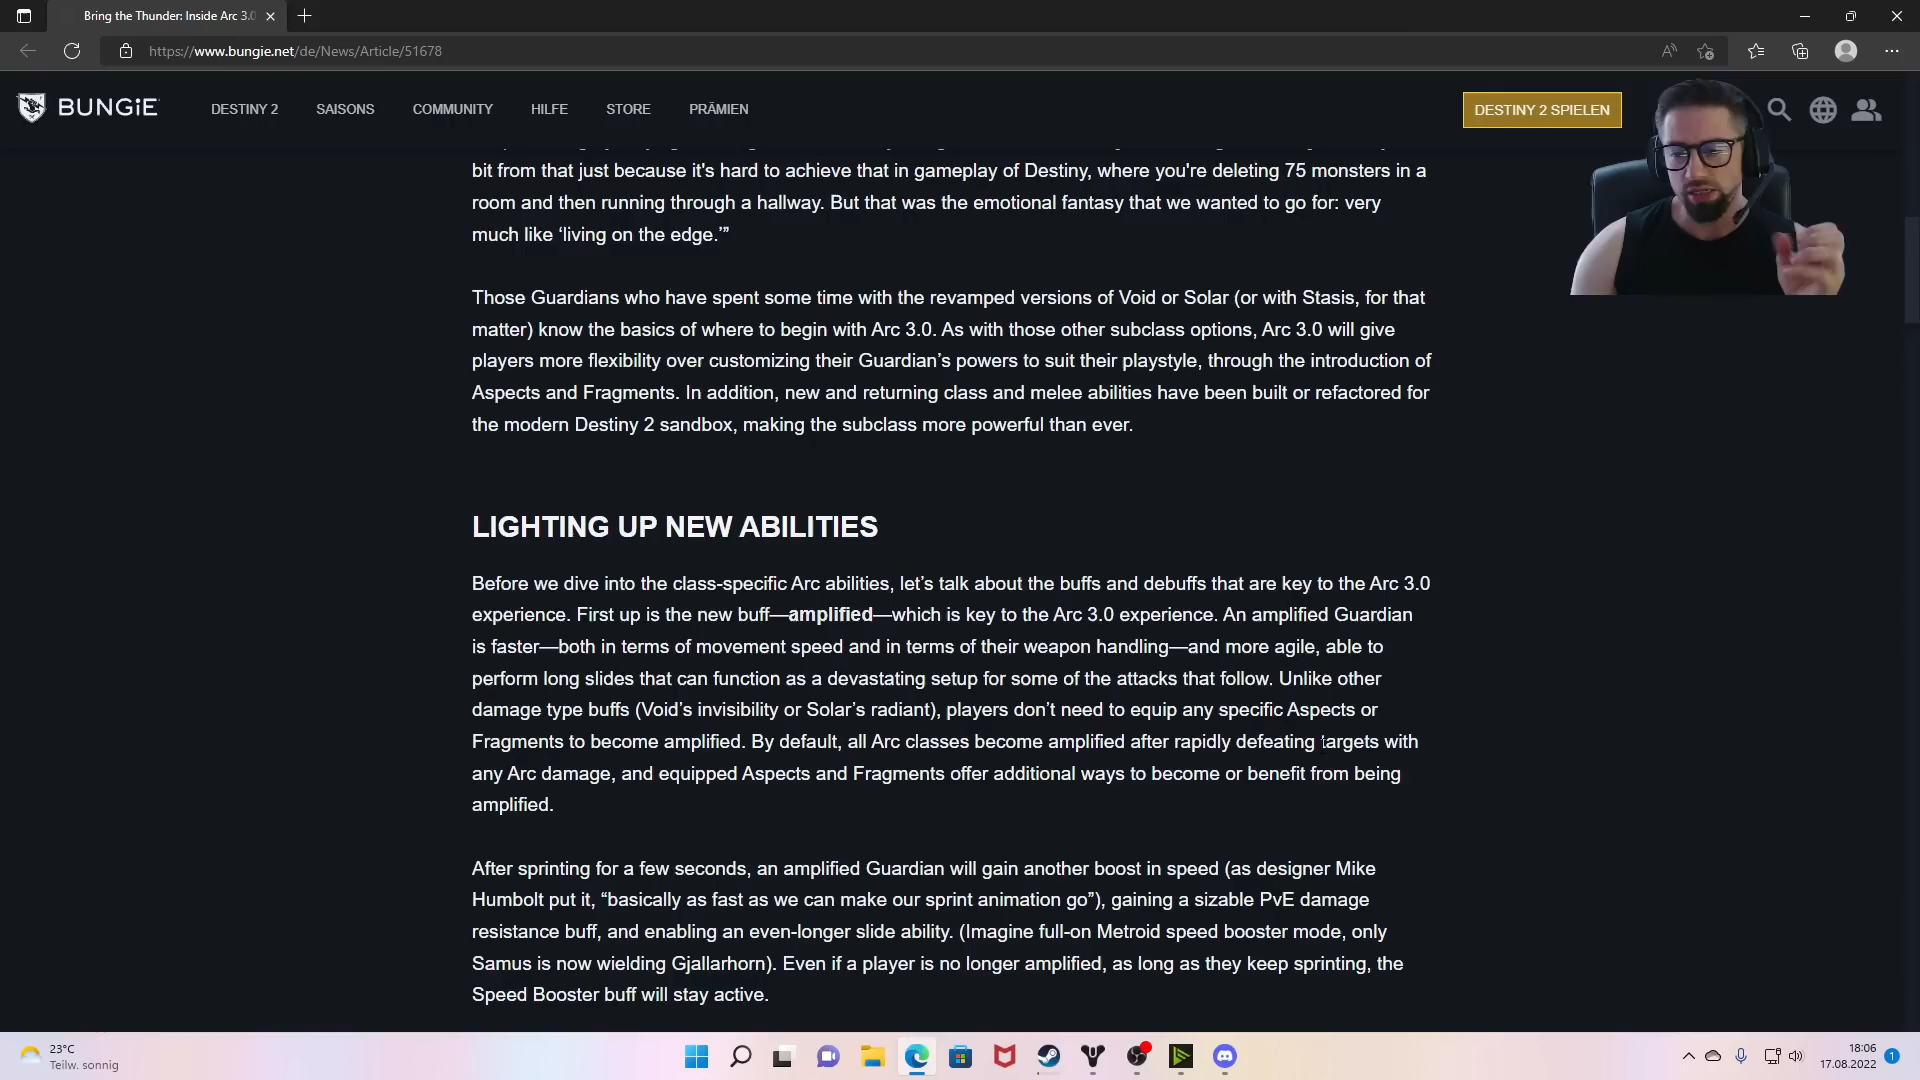 Bring the Thunder: Inside Arc 3.0
https://www.bungie.net/de/News/Article/51678
BUNGiE
DESTINY 2
SAISONS
COMMUNITY
HILFE
STORE
PRÄMIEN
DESTINY 2 SPIELEN
bit from that just because it's hard to achieve that in gameplay of Destiny, where you're deleting 75 monsters in a
room and then running through a hallway. But that was the emotional fantasy that we wanted to go for: very
much like ‘living on the edge.’”
Those Guardians who have spent some time with the revamped versions of Void or Solar (or with Stasis, for that
matter) know the basics of where to begin with Arc 3.0. As with those other subclass options, Arc 3.0 will give
players more flexibility over customizing their Guardian’s powers to suit their playstyle, through the introduction of
Aspects and Fragments. In addition, new and returning class and melee abilities have been built or refactored for
the modern Destiny 2 sandbox, making the subclass more powerful than ever.
LIGHTING UP NEW ABILITIES
Before we dive into the class-specific Arc abilities, let’s talk about the buffs and debuffs that are key to the Arc 3.0
experience. First up is the new buff—amplified—which is key to the Arc 3.0 experience. An amplified Guardian
is faster—both in terms of movement speed and in terms of their weapon handling—and more agile, able to
perform long slides that can function as a devastating setup for some of the attacks that follow. Unlike other
damage type buffs (Void’s invisibility or Solar’s radiant), players don’t need to equip any specific Aspects or
Fragments to become amplified. By default, all Arc classes become amplified after rapidly defeating targets with
any Arc damage, and equipped Aspects and Fragments offer additional ways to become or benefit from being
amplified.
After sprinting for a few seconds, an amplified Guardian will gain another boost in speed (as designer Mike
Humbolt put it, “basically as fast as we can make our sprint animation go”), gaining a sizable PvE damage
resistance buff, and enabling an even-longer slide ability. (Imagine full-on Metroid speed booster mode, only
Samus is now wielding Gjallarhorn). Even if a player is no longer amplified, as long as they keep sprinting, the
Speed Booster buff will stay active.
23°C
Teilw. sonnig
18:06
17.08.2022
1